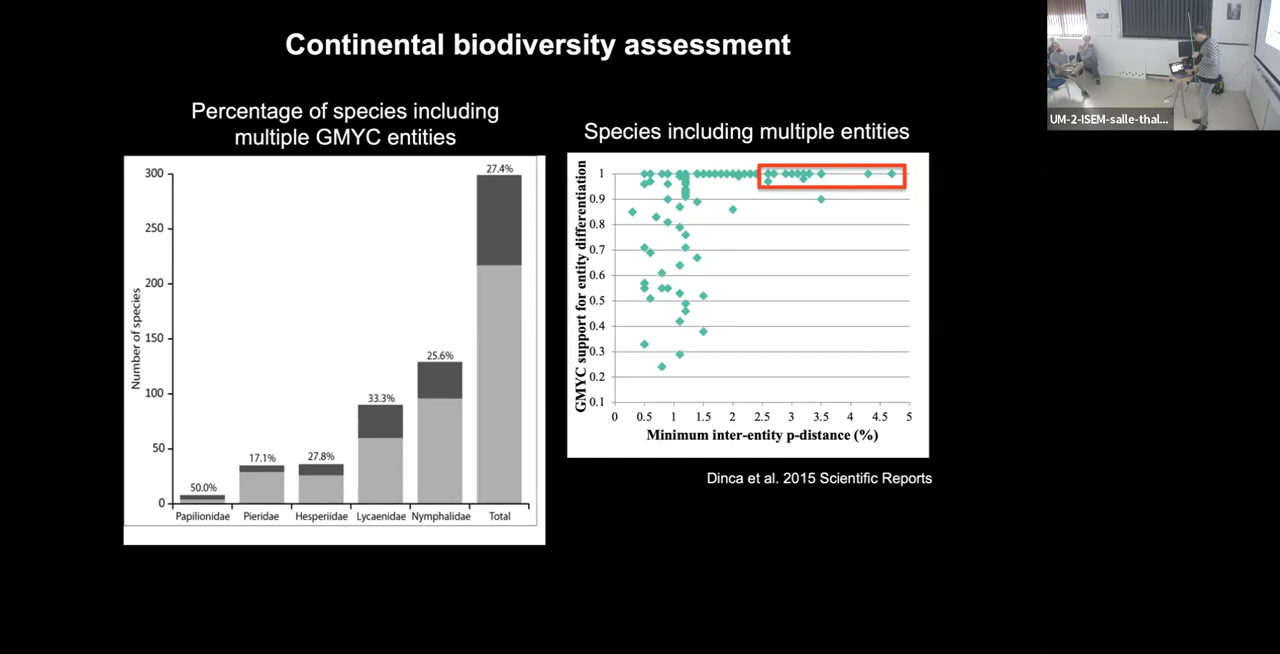 Continental biodiversity assessment
UM-2-ISEM-salle-thal...
Percentage of species including
multiple GMYC entities
Number of species
300
250
200
150
100
50
0
50.0%
17.1%
27.8%
33.3%
25.6%
27.4%
Papilionidae Pieridae Hesperiidae Lycaenidae Nymphalidae Total
Species including multiple entities
GMYC support for entity differentiation
1
0.9
0.8
0.7
0.6
0.5
0.4
0.3
0.2
0.1
0 0.5 1 1.5 2 2.5 3 3.5 4 4.5 5
Minimum inter-entity p-distance (%)
Dinca et al. 2015 Scientific Reports